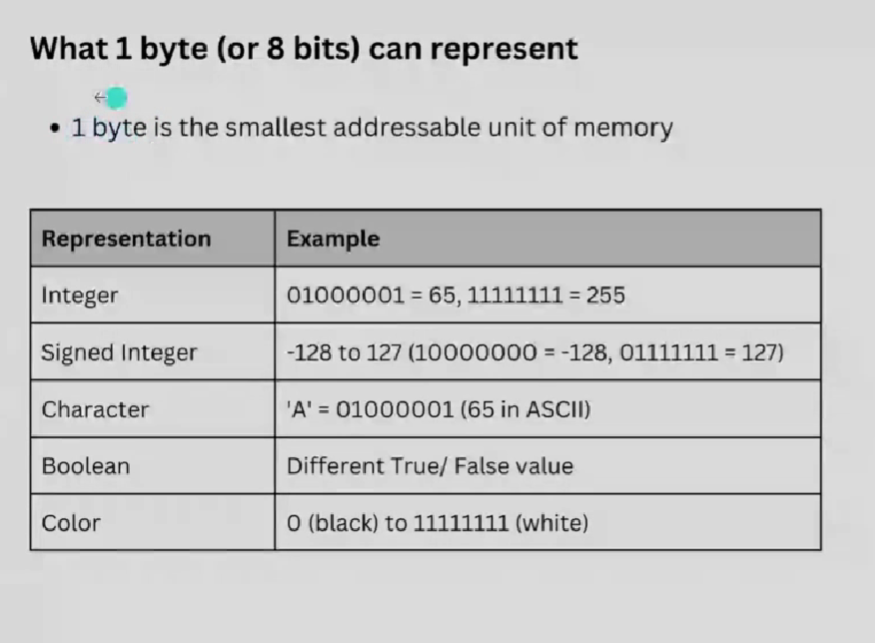 What 1 byte (or 8 bits) can represent
• 1 byte is the smallest addressable unit of memory
Representation Example
Integer 01000001 = 65, 11111111 = 255
Signed Integer -128 to 127 (10000000 = -128, 01111111 = 127)
Character 'A' = 01000001 (65 in ASCII)
Boolean Different True/ False value
Color 0 (black) to 11111111 (white)